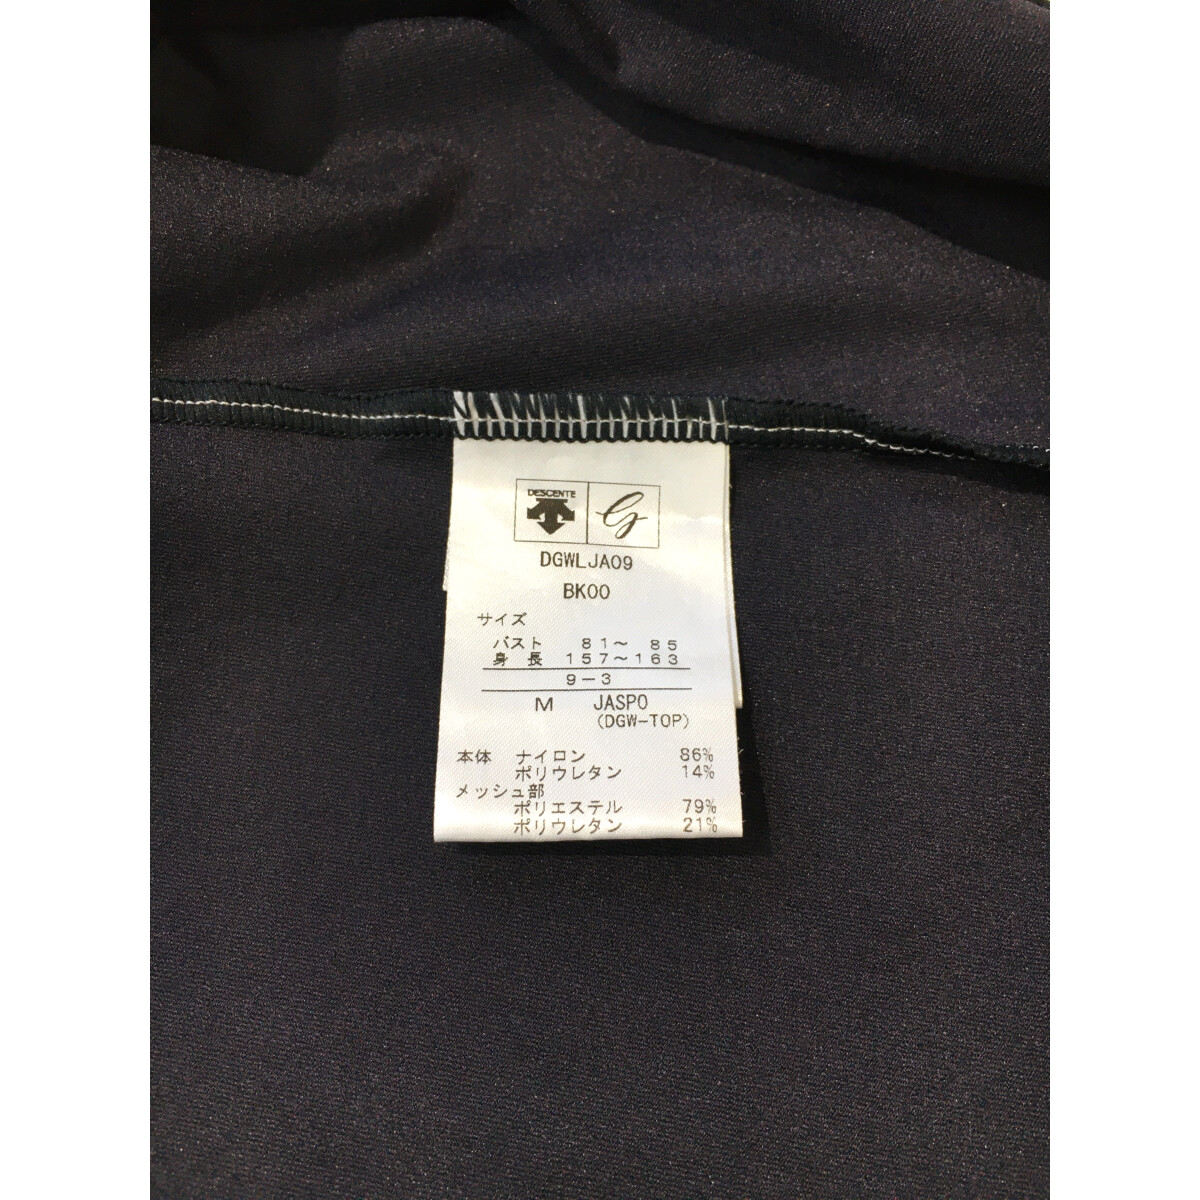 DESCENTE
DGWLJA09
BK00
サイズ
バスト 81〜 85
身 長 157〜163
9-3
M JASPO
(DGW-TOP)
本体 ナイロン 86%
ポリウレタン 14%
メッシュ部
ポリエステル 79%
ポリウレタン 21%